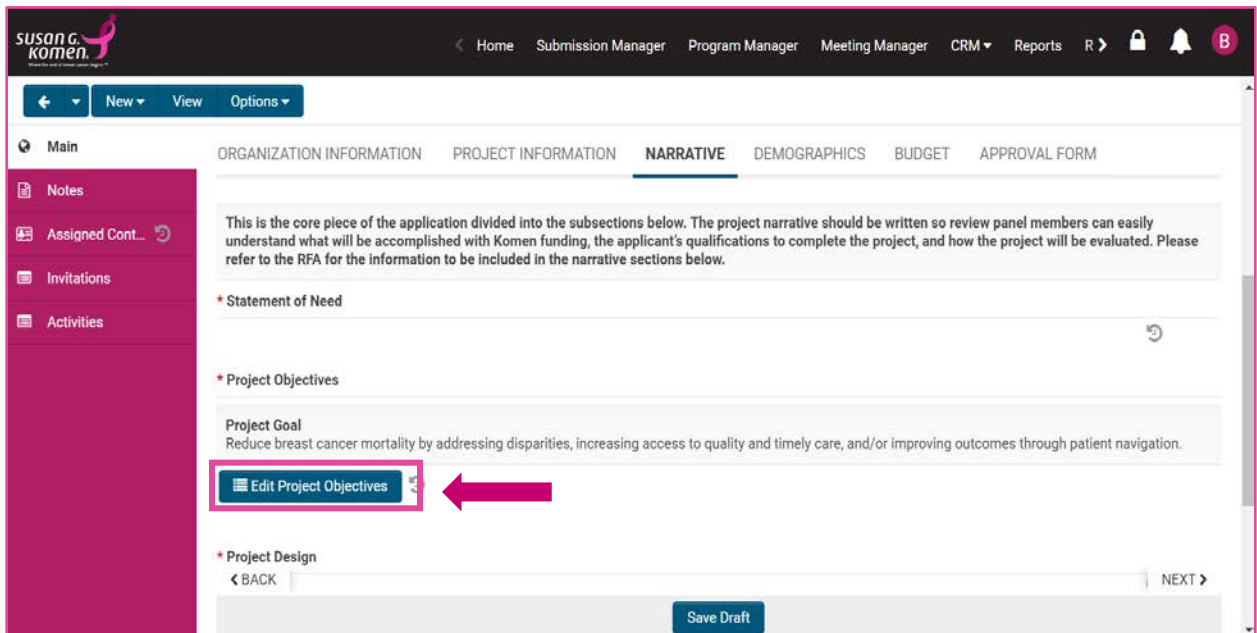 susan g.
komen.
Home Submission Manager Program Manager Meeting Manager CRM Reports R
B
New View Options
Main
Notes
Assigned Cont...
Invitations
Activities
ORGANIZATION INFORMATION PROJECT INFORMATION NARRATIVE DEMOGRAPHICS BUDGET APPROVAL FORM
This is the core piece of the application divided into the subsections below. The project narrative should be written so review panel members can easily
understand what will be accomplished with Komen funding, the applicant's qualifications to complete the project, and how the project will be evaluated. Please
refer to the RFA for the information to be included in the narrative sections below.
* Statement of Need
* Project Objectives
Project Goal
Reduce breast cancer mortality by addressing disparities, increasing access to quality and timely care, and/or improving outcomes through patient navigation.
Edit Project Objectives
* Project Design
BACK NEXT
Save Draft